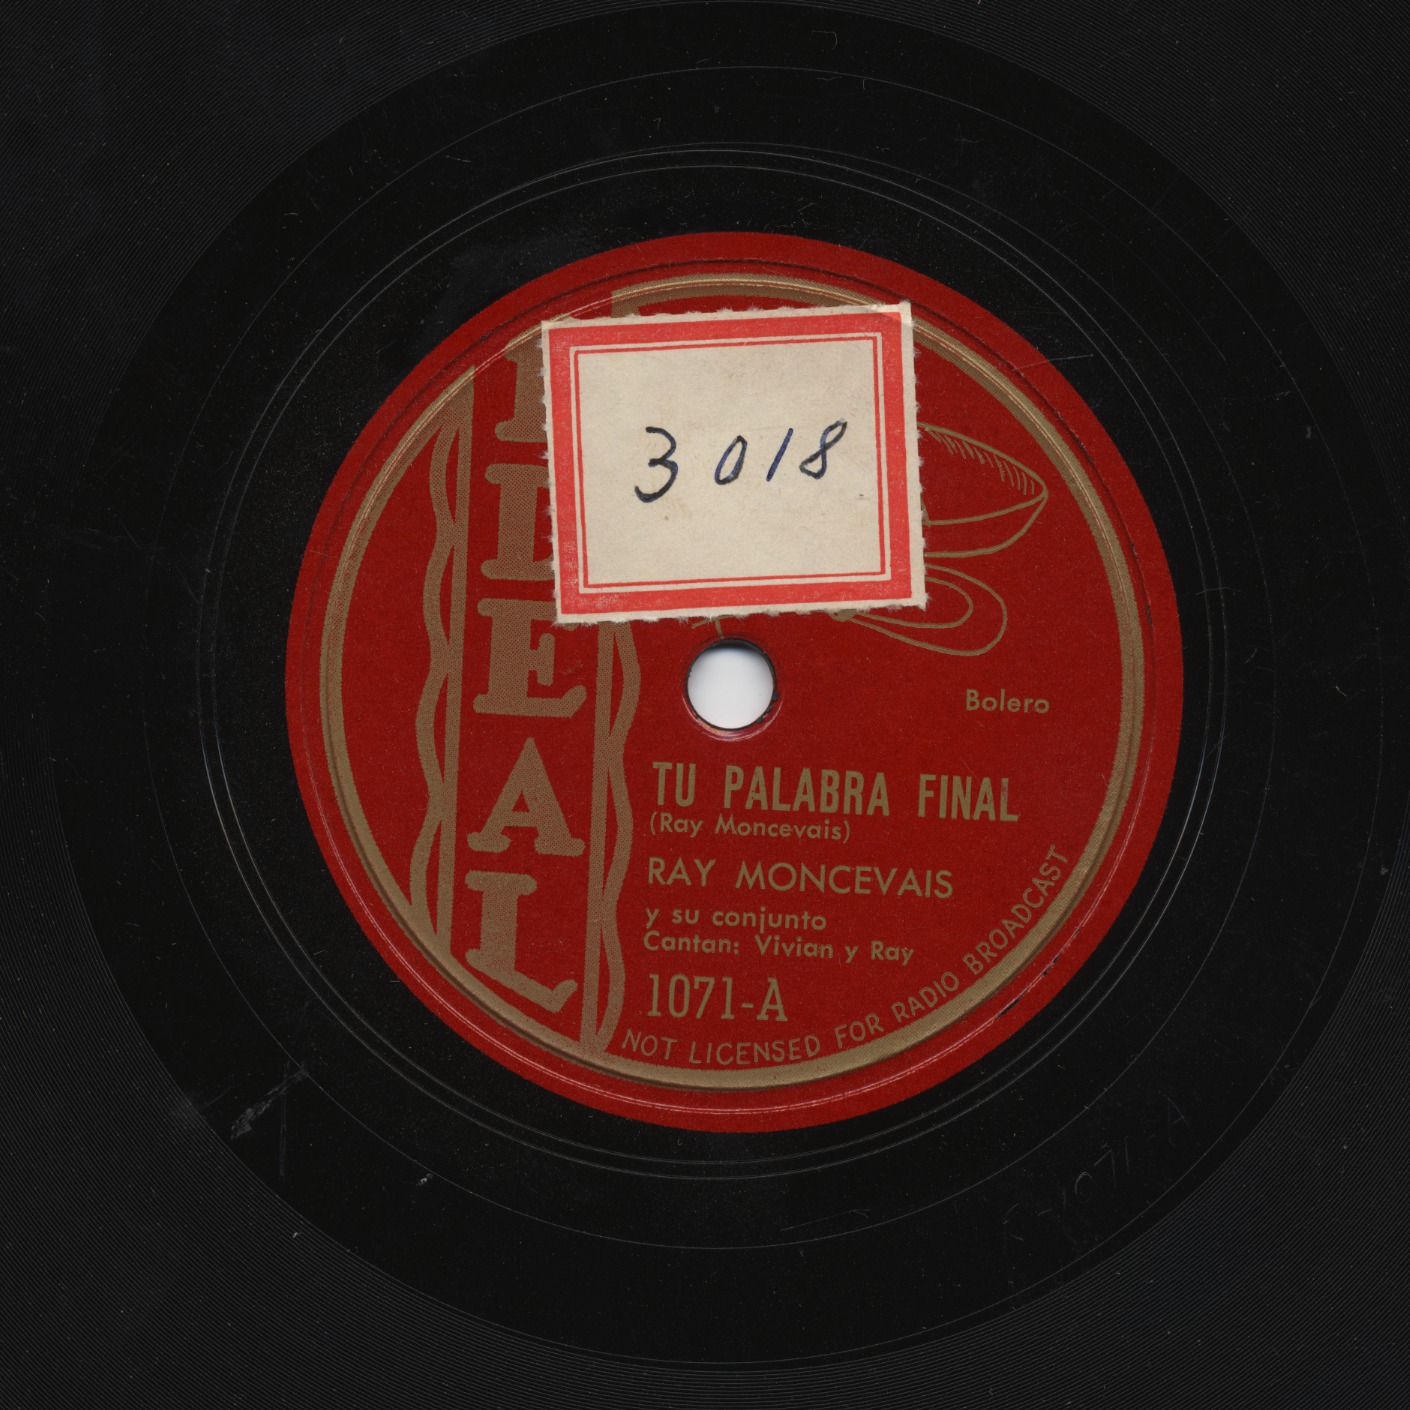 IDEAL
3018
Bolero
TU PALABRA FINAL
(Ray Moncevais)
RAY MONCEVAIS
y su conjunto
Cantan: Vivian y Ray
1071-A
NOT LICENSED FOR RADIO BROADCAST